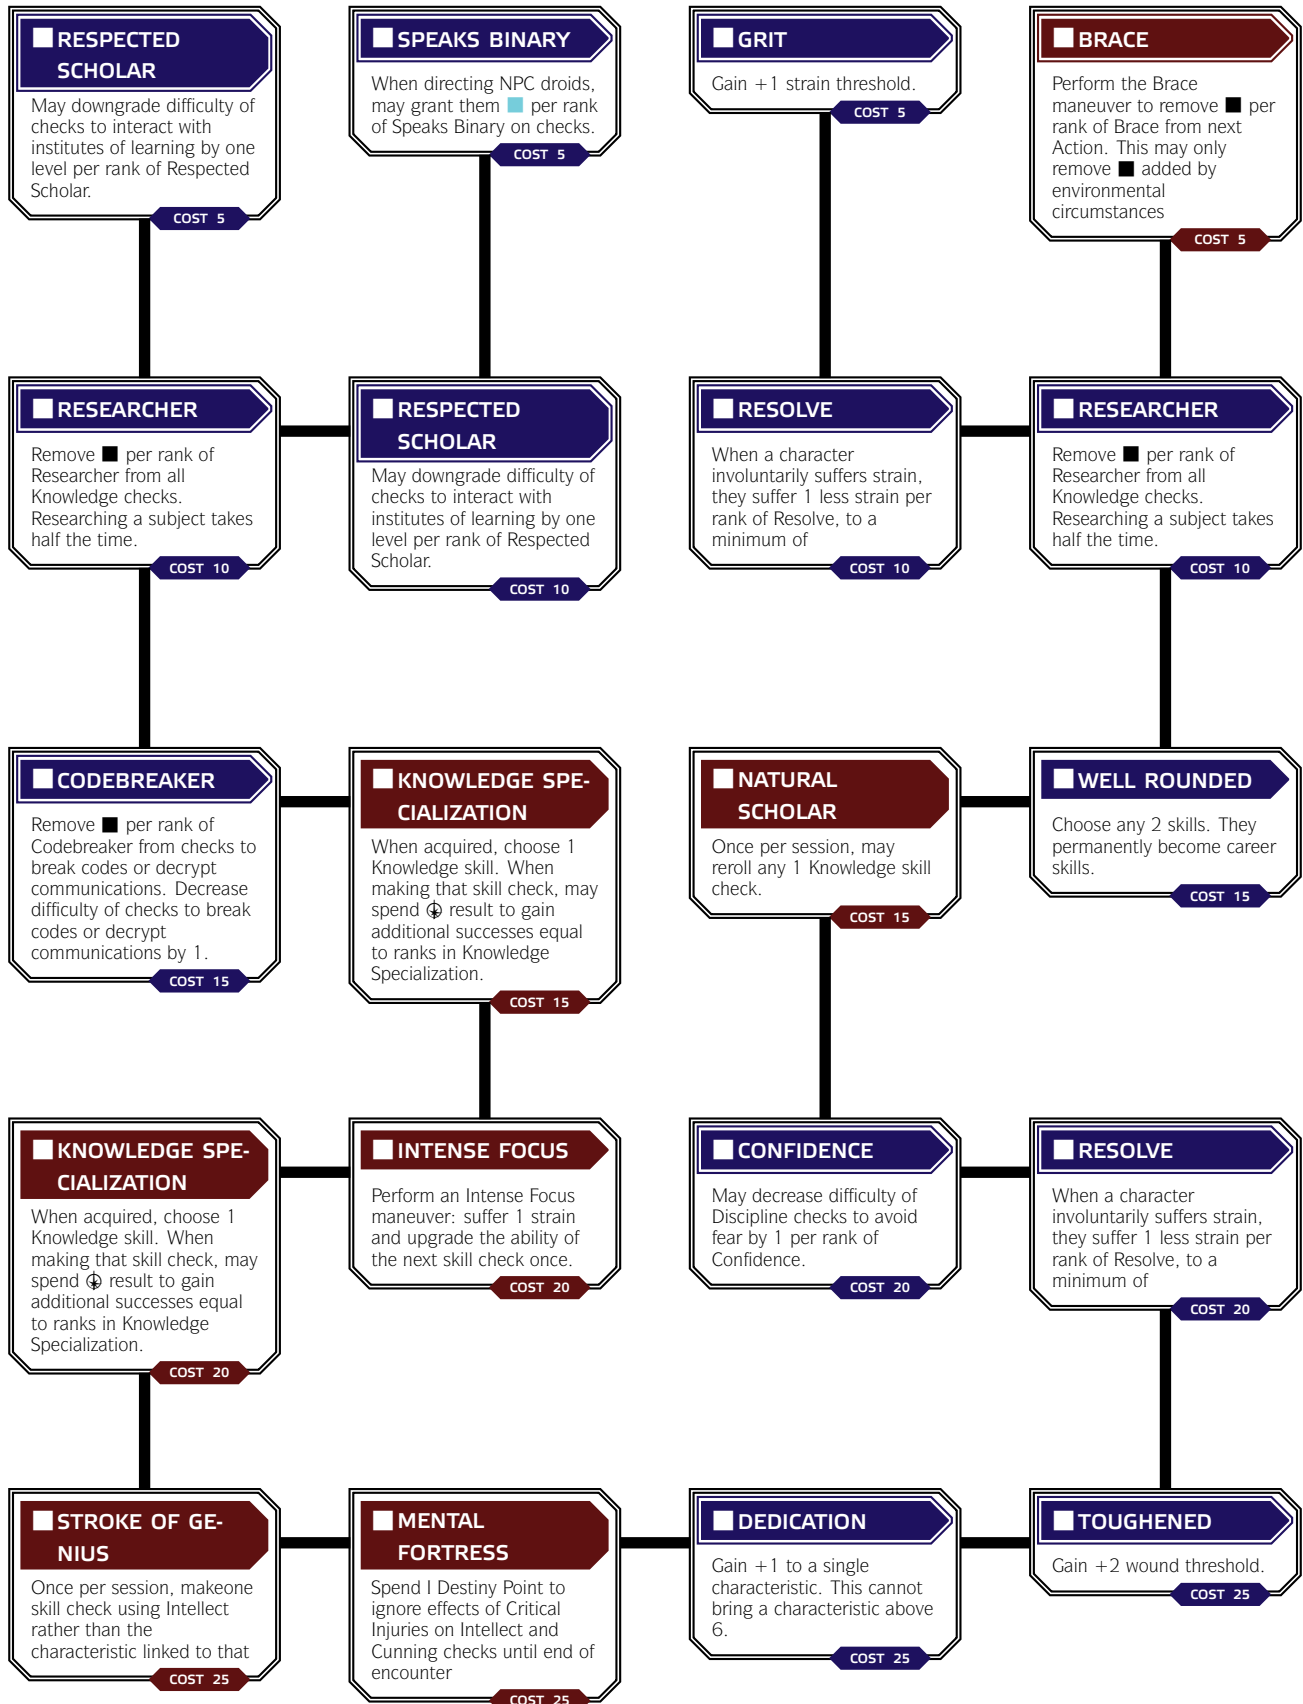 RESPECTED
SCHOLAR
May downgrade difficulty of
checks to interact with
institutes of learning by one
level per rank of Respected
Scholar.
COST 5
SPEAKS BINARY
When directing NPC droids,
may grant them per rank
of Speaks Binary on checks.
COST 5
GRIT
Gain +1 strain threshold.
COST 5
BRACE
Perform the Brace
maneuver to remove per
rank of Brace from next
Action. This may only
remove added by
environmental
circumstances
COST 5
RESEARCHER
Remove per rank of
Researcher from all
Knowledge checks.
Researching a subject takes
half the time.
COST 10
RESPECTED
SCHOLAR
May downgrade difficulty of
checks to interact with
institutes of learning by one
level per rank of Respected
Scholar.
COST 10
RESOLVE
When a character
involuntarily suffers strain,
they suffer 1 less strain per
rank of Resolve, to a
minimum of
COST 10
RESEARCHER
Remove per rank of
Researcher from all
Knowledge checks.
Researching a subject takes
half the time.
COST 10
CODEBREAKER
Remove per rank of
Codebreaker from checks to
break codes or decrypt
communications. Decrease
difficulty of checks to break
codes or decrypt
communications by 1.
COST 15
KNOWLEDGE SPE-
CIALIZATION
When acquired, choose 1
Knowledge skill. When
making that skill check, may
spend result to gain
additional successes equal
to ranks in Knowledge
Specialization.
COST 15
NATURAL
SCHOLAR
Once per session, may
reroll any 1 Knowledge skill
check.
COST 15
WELL ROUNDED
Choose any 2 skills. They
permanently become career
skills.
COST 15
KNOWLEDGE SPE-
CIALIZATION
When acquired, choose 1
Knowledge skill. When
making that skill check, may
spend result to gain
additional successes equal
to ranks in Knowledge
Specialization.
COST 20
INTENSE FOCUS
Perform an Intense Focus
maneuver: suffer 1 strain
and upgrade the ability of
the next skill check once.
COST 20
CONFIDENCE
May decrease difficulty of
Discipline checks to avoid
fear by 1 per rank of
Confidence.
COST 20
RESOLVE
When a character
involuntarily suffers strain,
they suffer 1 less strain per
rank of Resolve, to a
minimum of
COST 20
STROKE OF GE-
NIUS
Once per session, makeone
skill check using Intellect
rather than the
characteristic linked to that
COST 25
MENTAL
FORTRESS
Spend I Destiny Point to
ignore effects of Critical
Injuries on Intellect and
Cunning checks until end of
encounter
COST 25
DEDICATION
Gain +1 to a single
characteristic. This cannot
bring a characteristic above
6.
COST 25
TOUGHENED
Gain +2 wound threshold.
COST 25